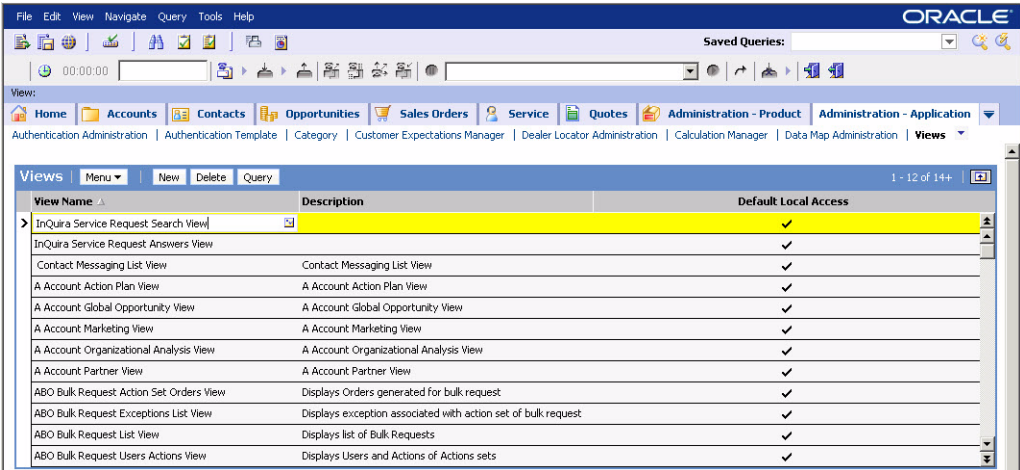 File Edit View Navigate Query Tools Help ORACLE
Saved Queries:
00:00:00
View:
Home Accounts Contacts Opportunities Sales Orders Service Quotes Administration - Product Administration - Application
Authentication Administration | Authentication Template | Category | Customer Expectations Manager | Dealer Locator Administration | Calculation Manager | Data Map Administration | Views
Views Menu New Delete Query 1 - 12 of 14+
View Name Description Default Local Access
InQuira Service Request Search View
InQuira Service Request Answers View
Contact Messaging List View Contact Messaging List View
A Account Action Plan View A Account Action Plan View
A Account Global Opportunity View A Account Global Opportunity View
A Account Marketing View A Account Marketing View
A Account Organizational Analysis View A Account Organizational Analysis View
A Account Partner View A Account Partner View
ABO Bulk Request Action Set Orders View Displays Orders generated for bulk request
ABO Bulk Request Exceptions List View Displays exception associated with action set of bulk request
ABO Bulk Request List View Displays list of Bulk Requests
ABO Bulk Request Users Actions View Displays Users and Actions of Actions sets